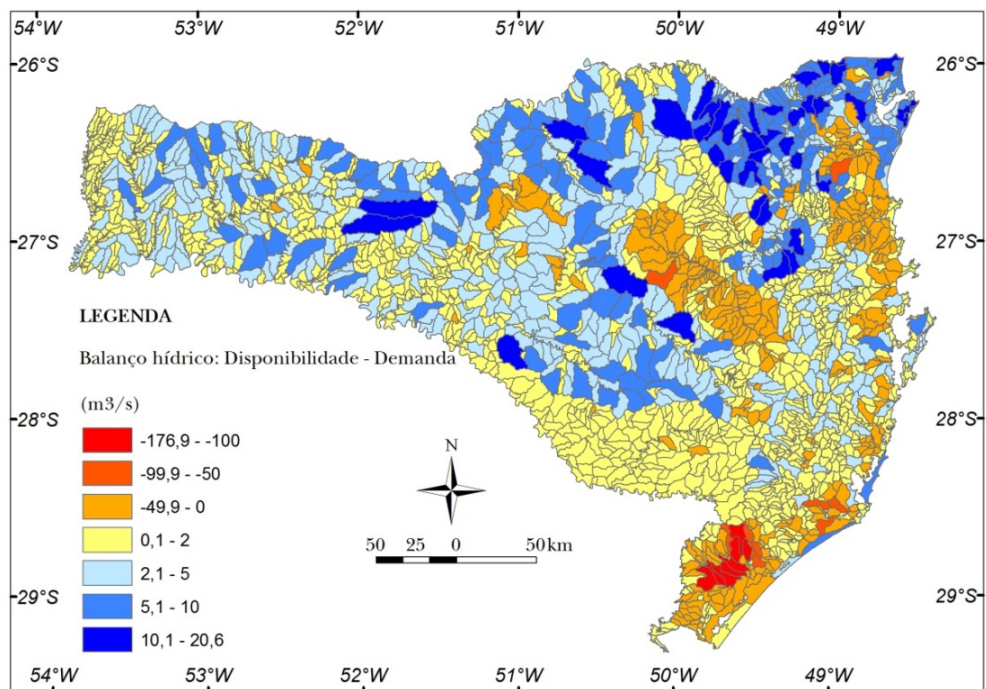 54°W 53°W 52°W 51°W 50°W 49°W
26°S 26°S
27°S 27°S
LEGENDA
Balanço hídrico: Disponibilidade - Demanda
(m3/s)
28°S 28°S
-176,9 - -100
-99,9 - -50
-49,9 - 0
0,1 - 2
2,1 - 5
5,1 - 10
10,1 - 20,6
N
50 25 0 50 km
29°S 29°S
54°W 53°W 52°W 51°W 50°W 49°W